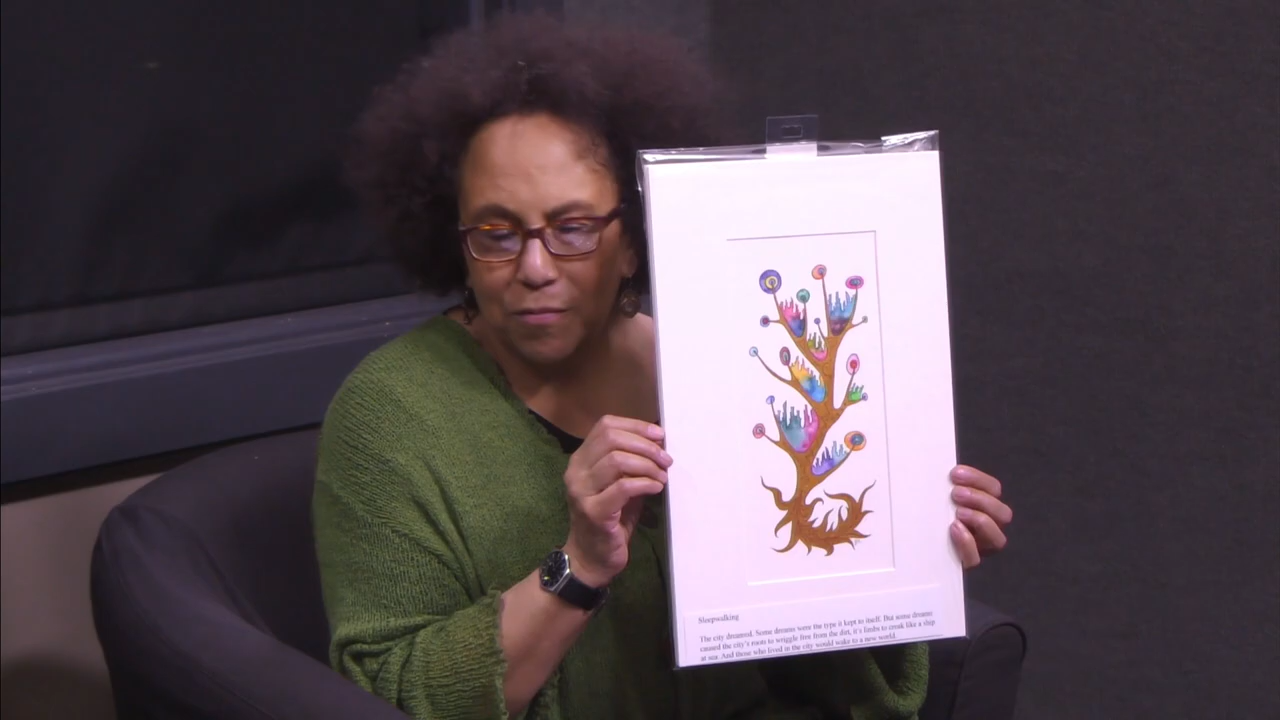 Sleepwalking
The city dreamed. Some dreams were the type it kept to itself. But some dreams
caused the city's roots to wriggle free from the dirt, it's limbs to creak like a ship
at sea. And those who lived in the city would wake to a new world.